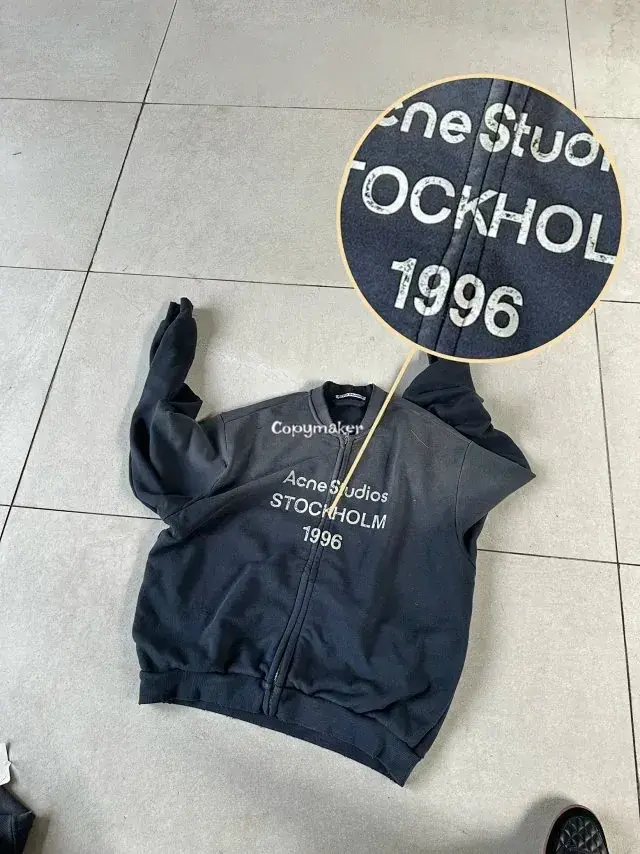 cne Studio
TOCKHOL
1996
Copymaker
Acne Studios
STOCKHOLM
1996